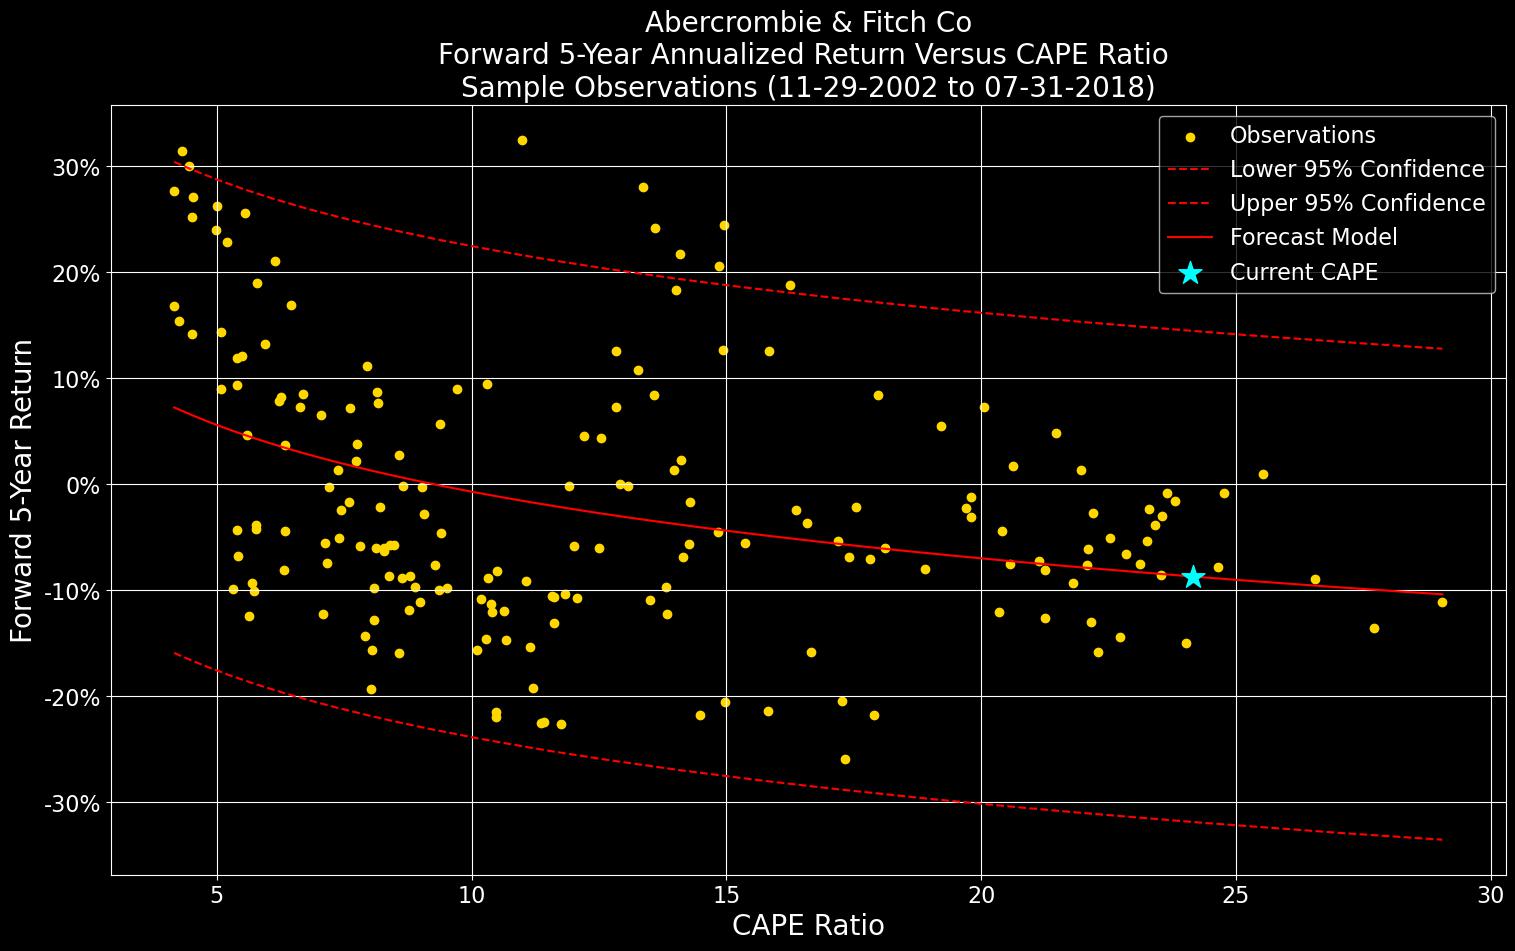 Abercrombie & Fitch Co
Forward 5-Year Annualized Return Versus CAPE Ratio
Sample Observations (11-29-2002 to 07-31-2018)
Observations
Lower 95% Confidence
Upper 95% Confidence
Forecast Model
Current CAPE
Forward 5-Year Return
30%
20%
10%
0%
-10%
-20%
-30%
5 10 15 20 25 30
CAPE Ratio